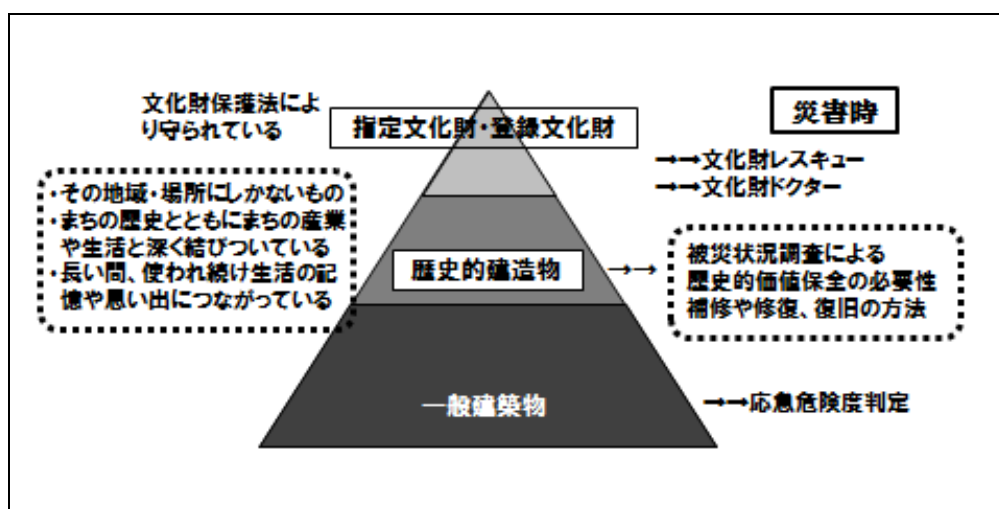 文化財保護法によ
り守られている
指定文化財・登録文化財
災害時
→→文化財レスキュー
→→文化財ドクター
・その地域・場所にしかないもの
・まちの歴史とともにまちの産業
や生活と深く結びついている
・長い間、使われ続け生活の記
憶や思い出につながっている
歴史的建造物
→→
被災状況調査による
歴史的価値保全の必要性
補修や修復、復旧の方法
一般建築物
→→応急危険度判定